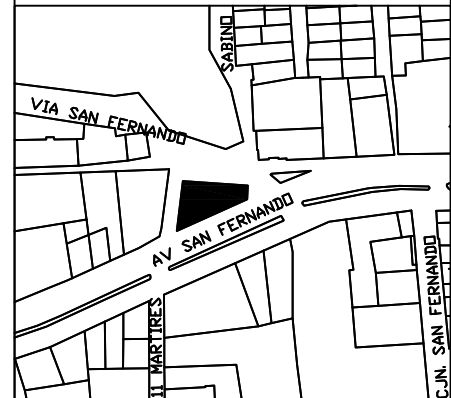 SABINO
VIA SAN FERNANDO
AV SAN FERNANDO
11 MARTIRES
CJN. SAN FERNANDO